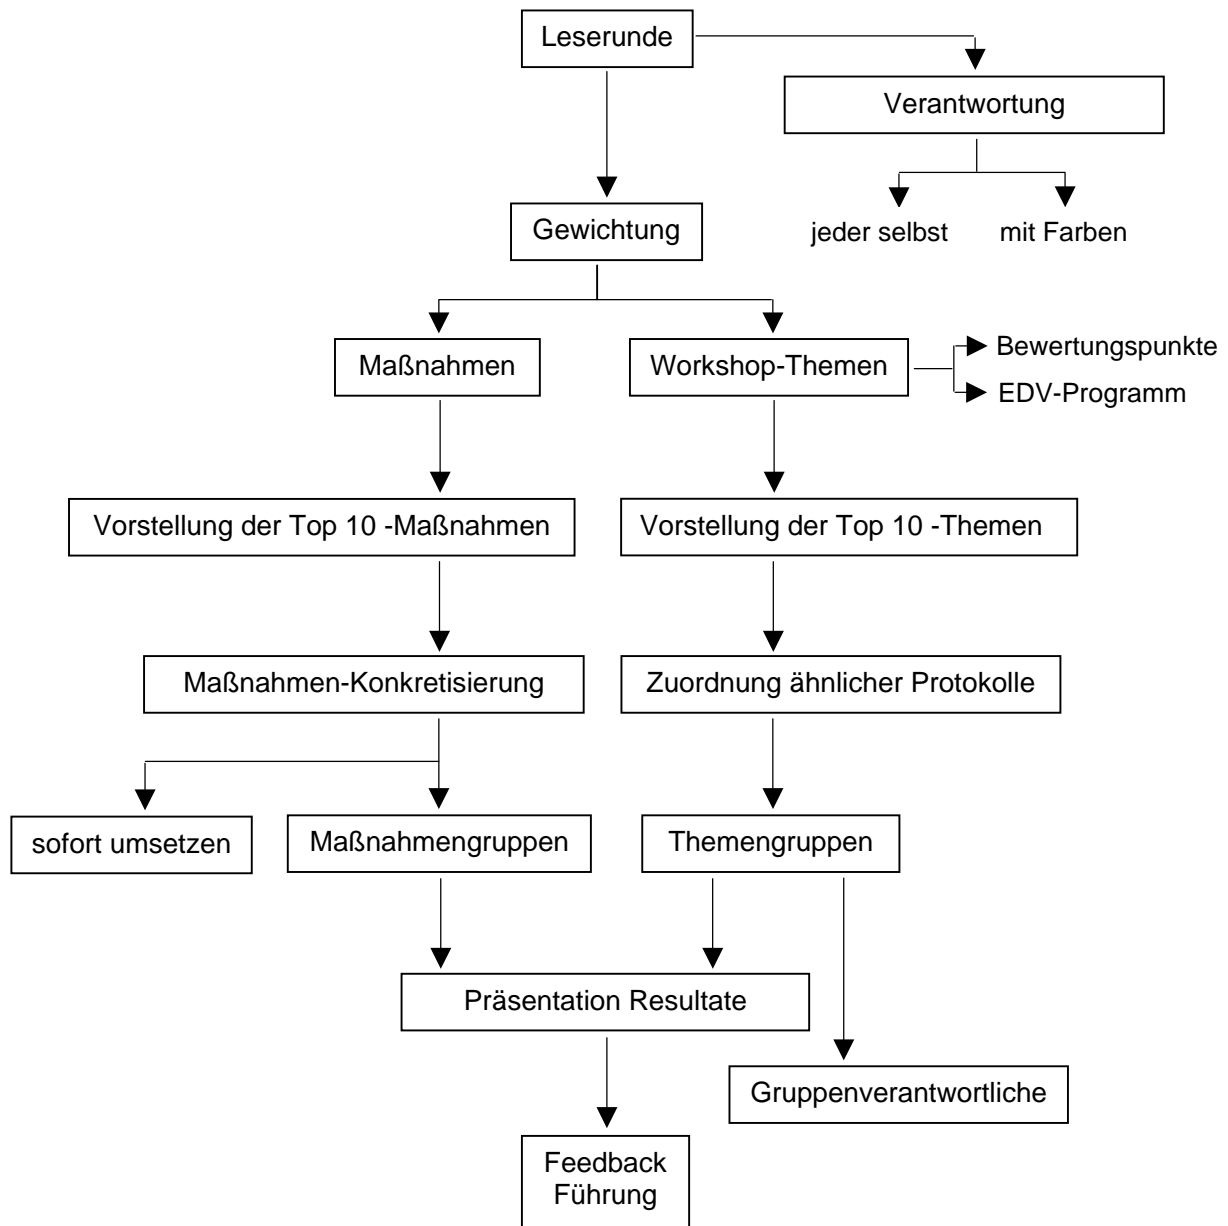 Leserunde
Verantwortung
jeder selbst
mit Farben
Gewichtung
Maßnahmen
Workshop-Themen
Bewertungspunkte
EDV-Programm
Vorstellung der Top 10 -Maßnahmen
Vorstellung der Top 10 -Themen
Maßnahmen-Konkretisierung
Zuordnung ähnlicher Protokolle
sofort umsetzen
Maßnahmengruppen
Themengruppen
Präsentation Resultate
Gruppenverantwortliche
Feedback
Führung